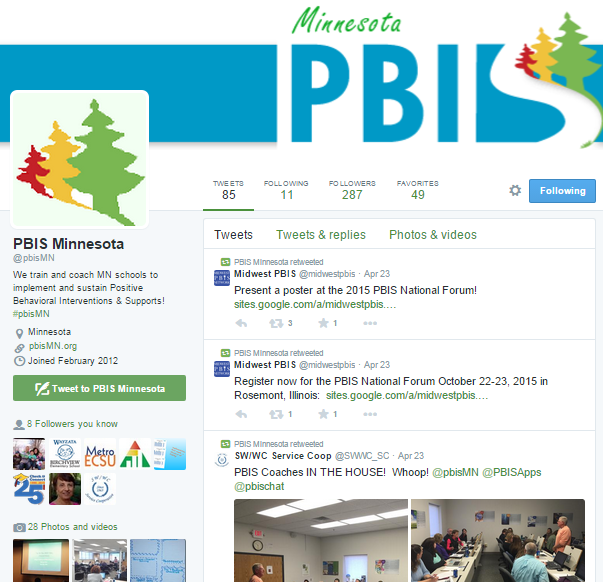 Minnesota
PBIS
TWEETS
85
FOLLOWING
11
FOLLOWERS
287
FAVORITES
49
Following
PBIS Minnesota
@pbisMN
We train and coach MN schools to
implement and sustain Positive
Behavioral Interventions & Supports!
#pbisMN
Minnesota
pbisMN.org
Joined February 2012
Tweet to PBIS Minnesota
8 Followers you know
WAYZATA
BIRCHVIEW
Metro
ECSU
25
28 Photos and videos
Tweets
Tweets & replies
Photos & videos
PBIS Minnesota retweeted
Midwest PBIS @midwestpbis · Apr 23
Present a poster at the 2015 PBIS National Forum!
sites.google.com/a/midwestpbis....
3
1
PBIS Minnesota retweeted
Midwest PBIS @midwestpbis · Apr 23
Register now for the PBIS National Forum October 22-23, 2015 in
Rosemont, Illinois: sites.google.com/a/midwestpbis....
1
1
PBIS Minnesota retweeted
SW/WC Service Coop @SWWC_SC · Apr 23
PBIS Coaches IN THE HOUSE! Whoop! @pbisMN @PBISApps
@pbischat